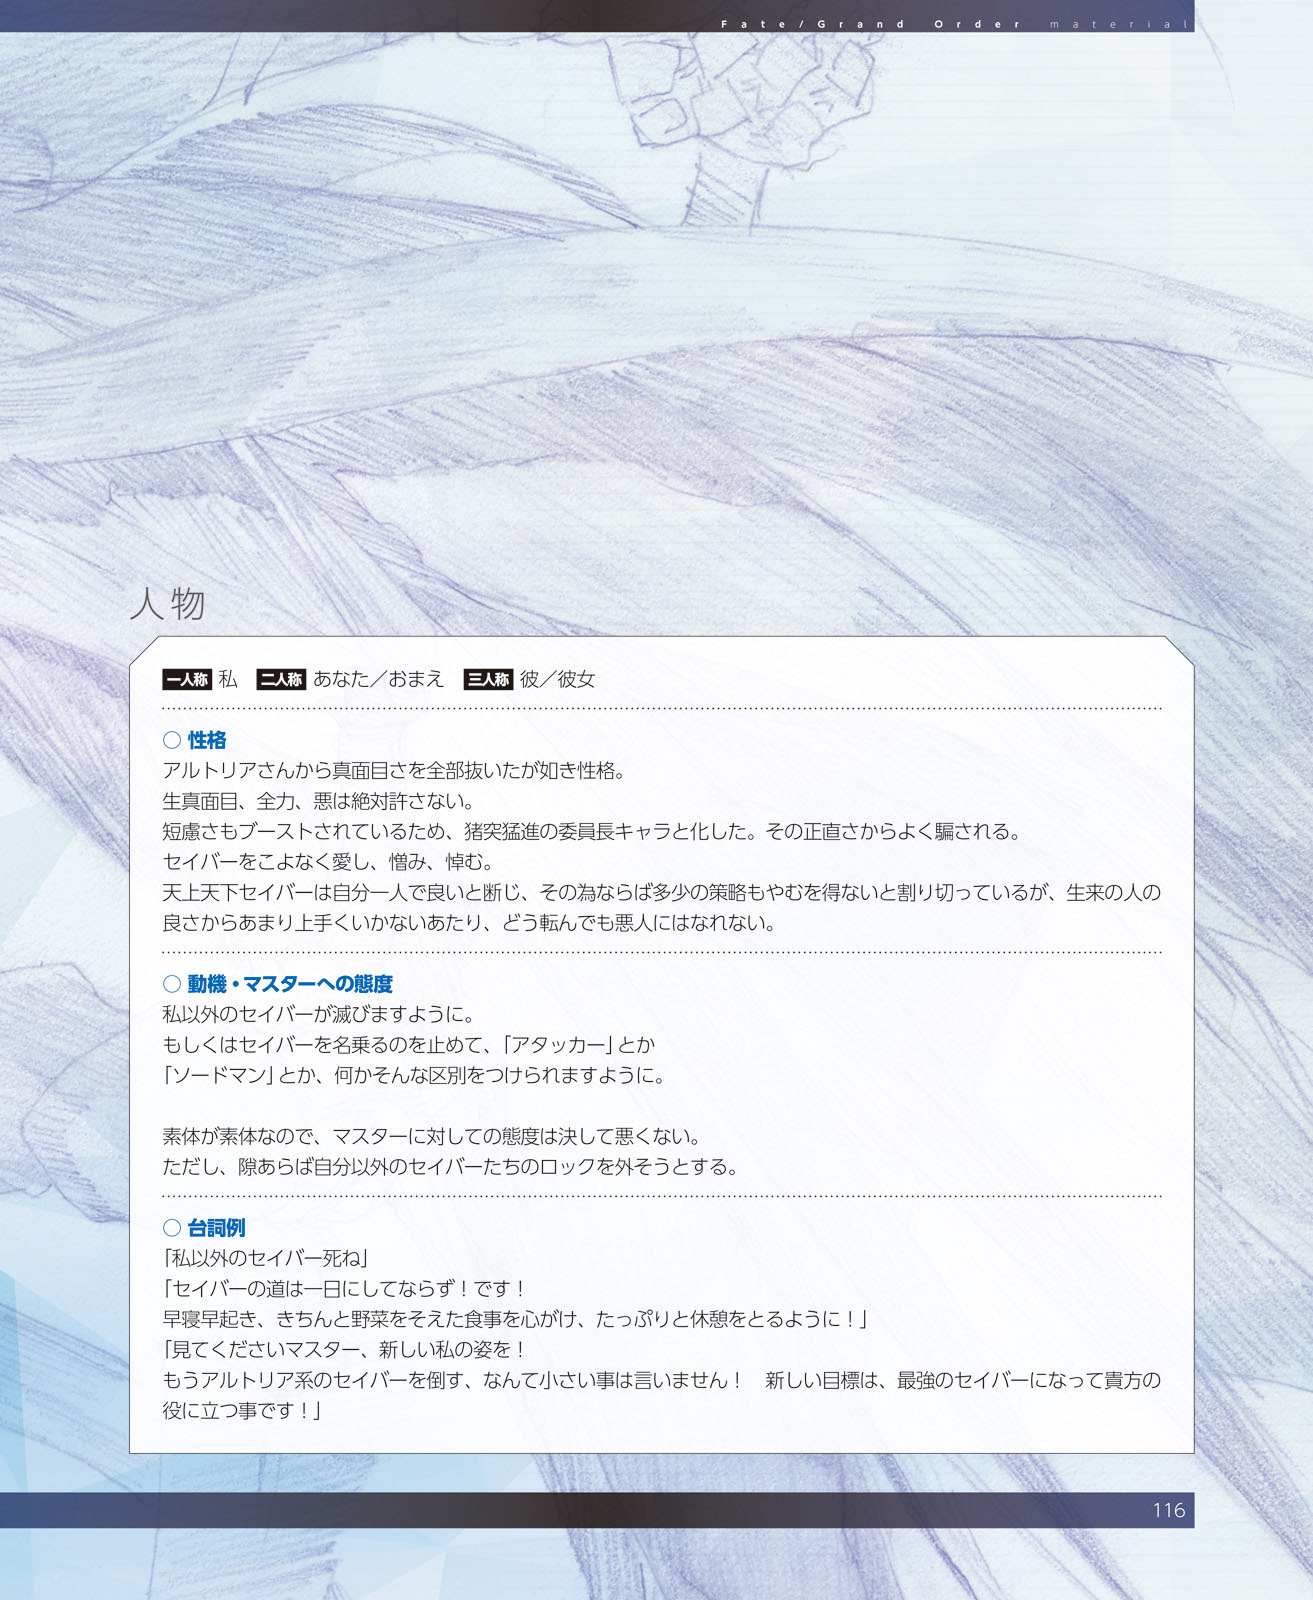 Fate/Grand Order material
人物
一人称 私 二人称 あなた／おまえ 三人称 彼／彼女
○ 性格
アルトリアさんから真面目さを全部抜いたが如き性格。
生真面目、全力、悪は絶対許さない。
短慮さもブーストされているため、猪突猛進の委員長キャラと化した。その正直さからよく騙される。
セイバーをこよなく愛し、憎み、悼む。
天上天下セイバーは自分一人で良いと断じ、その為ならば多少の策略もやむを得ないと割り切っているが、生来の人の
良さからあまり上手くいかないあたり、どう転んでも悪人にはなれない。
○ 動機・マスターへの態度
私以外のセイバーが滅びますように。
もしくはセイバーを名乗るのを止めて、「アタッカー」とか
「ソードマン」とか、何かそんな区別をつけられますように。
素体が素体なので、マスターに対しての態度は決して悪くない。
ただし、隙あらば自分以外のセイバーたちのロックを外そうとする。
○ 台詞例
「私以外のセイバー死ね」
「セイバーの道は一日にしてならず！です！
早寝早起き、きちんと野菜をそえた食事を心がけ、たっぷりと休憩をとるように！」
「見てくださいマスター、新しい私の姿を！
もうアルトリア系のセイバーを倒す、なんて小さい事は言いません！　新しい目標は、最強のセイバーになって貴方の
役に立つ事です！」
116